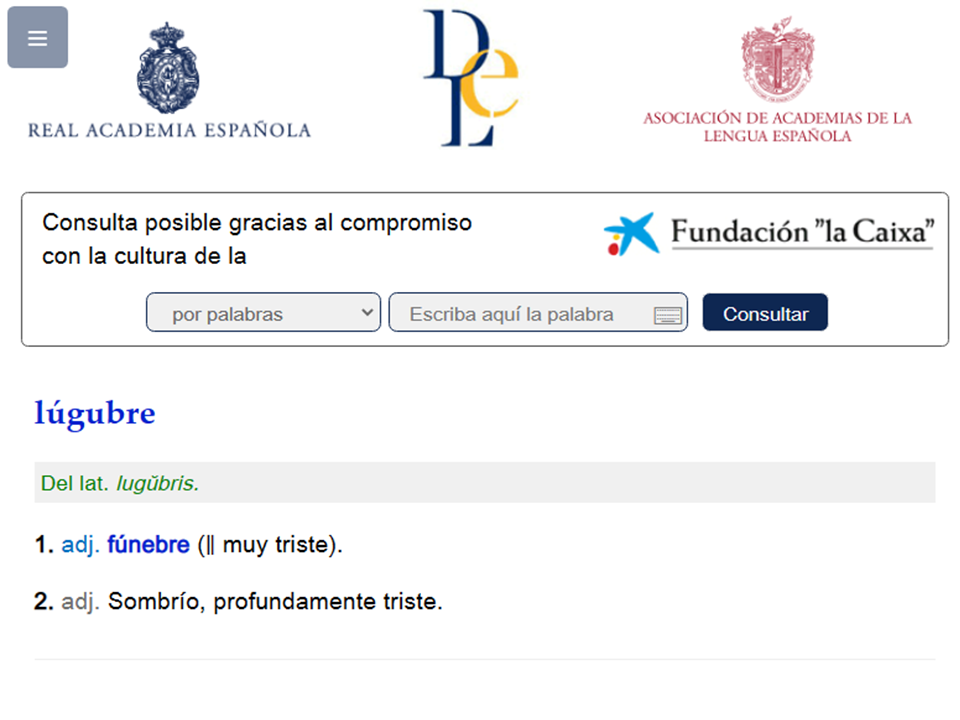 REAL ACADEMIA ESPAÑOLA
DLe
ASOCIACIÓN DE ACADEMIAS DE LA
LENGUA ESPAÑOLA
Consulta posible gracias al compromiso
con la cultura de la
Fundación "la Caixa"
por palabras
Escriba aquí la palabra
Consultar
lúgubre
Del lat. lugŭbris.
1. adj. fúnebre (‖ muy triste).
2. adj. Sombrío, profundamente triste.